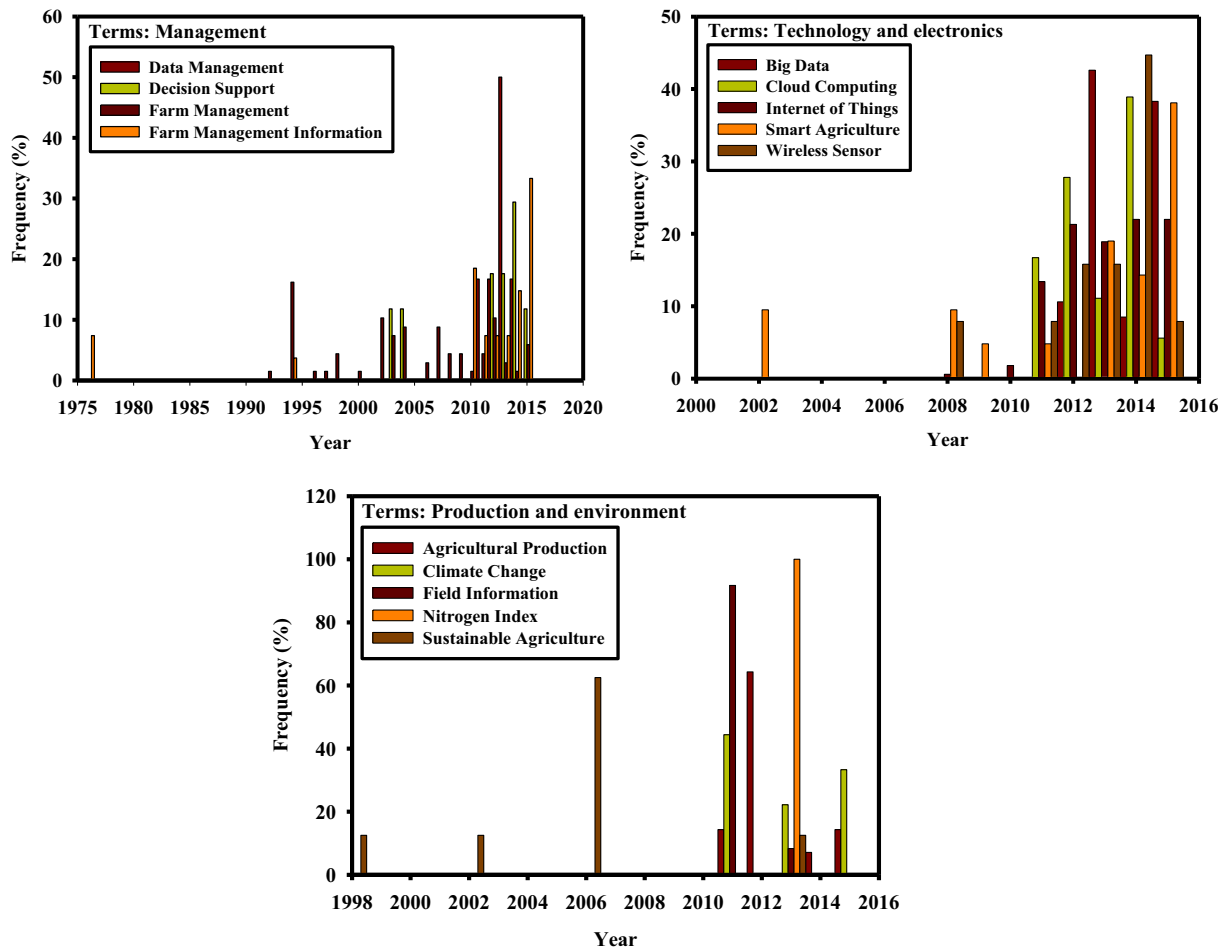 Terms: Management
Data Management
Decision Support
Farm Management
Farm Management Information
Frequency (%)
60
50
40
30
20
10
0
1975 1980 1985 1990 1995 2000 2005 2010 2015 2020
Year
Terms: Technology and electronics
Big Data
Cloud Computing
Internet of Things
Smart Agriculture
Wireless Sensor
Frequency (%)
50
40
30
20
10
0
2000 2002 2004 2006 2008 2010 2012 2014 2016
Year
Terms: Production and environment
Agricultural Production
Climate Change
Field Information
Nitrogen Index
Sustainable Agriculture
Frequency (%)
120
100
80
60
40
20
0
1998 2000 2002 2004 2006 2008 2010 2012 2014 2016
Year